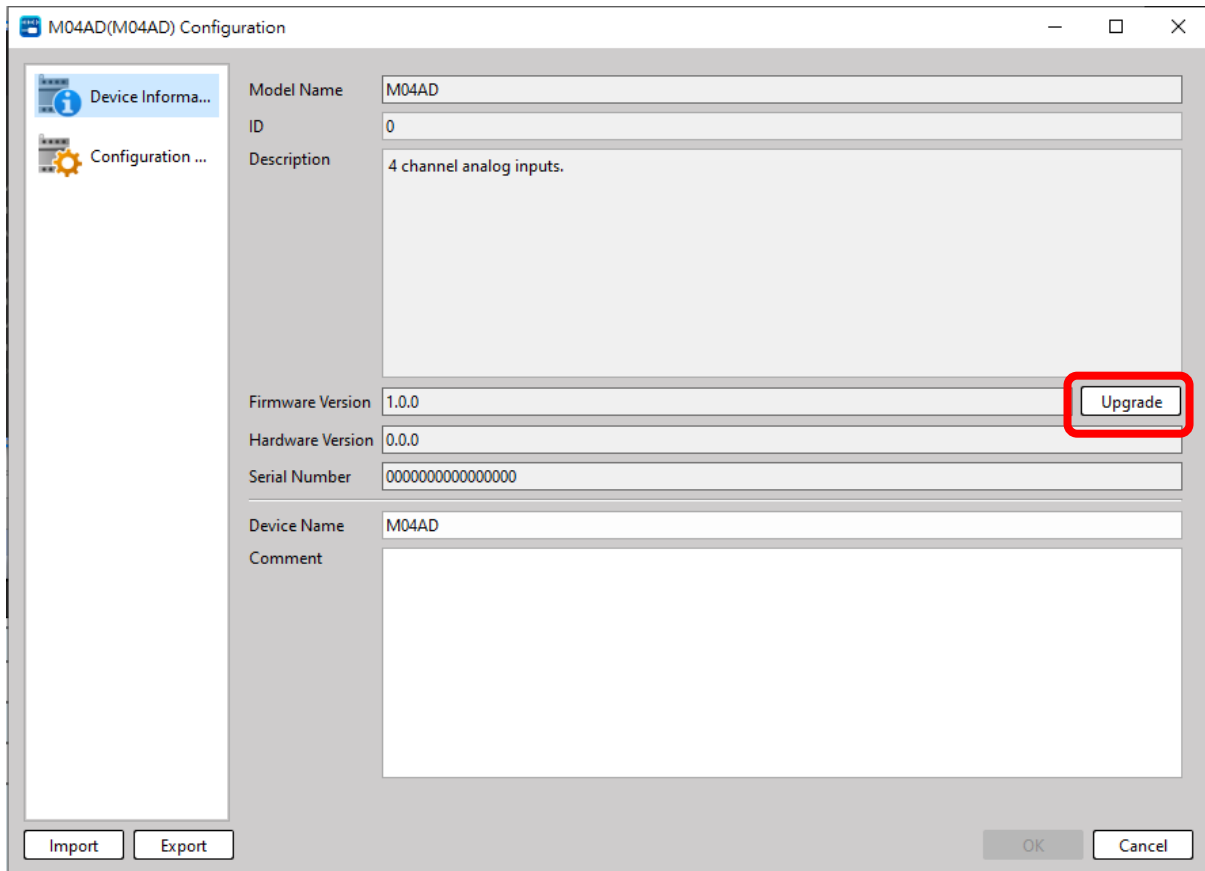 M04AD(M04AD) Configuration
Device Informa...
Configuration ...
Model Name M04AD
ID 0
Description 4 channel analog inputs.
Firmware Version 1.0.0 Upgrade
Hardware Version 0.0.0
Serial Number 0000000000000000
Device Name M04AD
Comment
Import Export OK Cancel